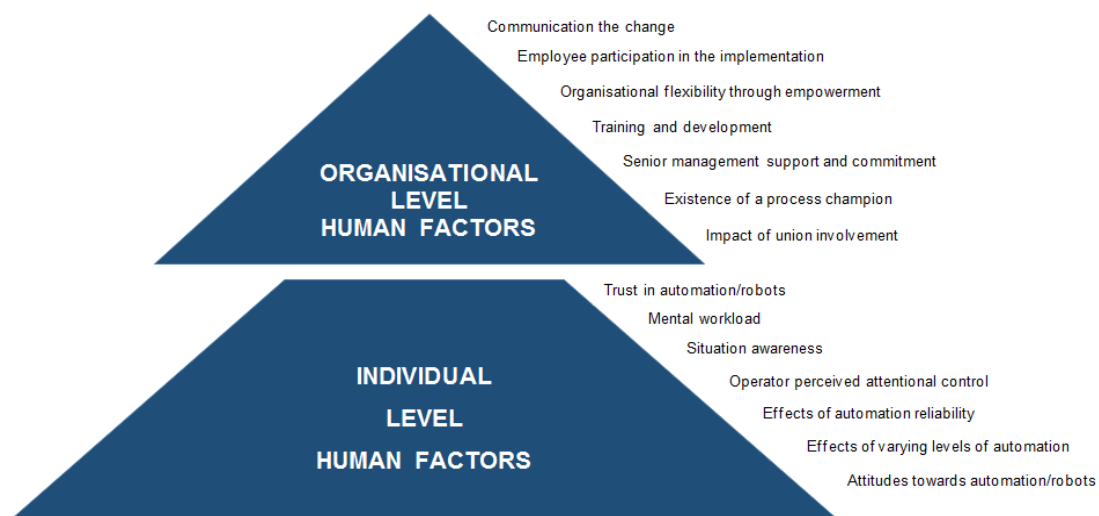 Communication the change
Employee participation in the implementation
Organisational flexibility through empowerment
Training and development
Senior management support and commitment
Existence of a process champion
Impact of union involvement
ORGANISATIONAL
LEVEL
HUMAN FACTORS
Trust in automation/robots
Mental workload
Situation awareness
Operator perceived attentional control
Effects of automation reliability
Effects of varying levels of automation
Attitudes towards automation/robots
INDIVIDUAL
LEVEL
HUMAN FACTORS